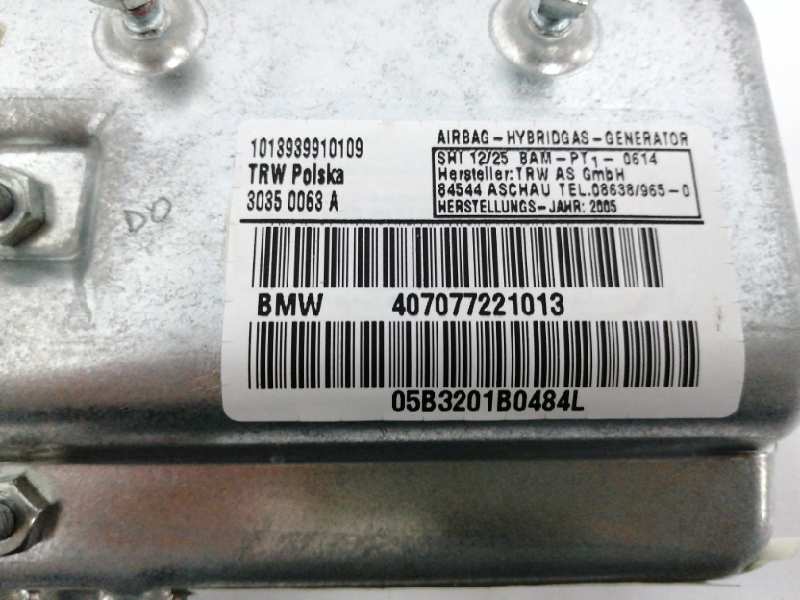 1013939910109
TRW Polska
3035 0063 A
AIRBAG-HYBRIDGAS-GENERATOR
SHI 12/25 BAM-PT1-0614
Hersteller:TRW AS GmbH
84544 ASCHAU TEL.08638/965-0
HERSTELLUNGS-JAHR: 2005
DO
BMW 407077221013
05B3201B0484L